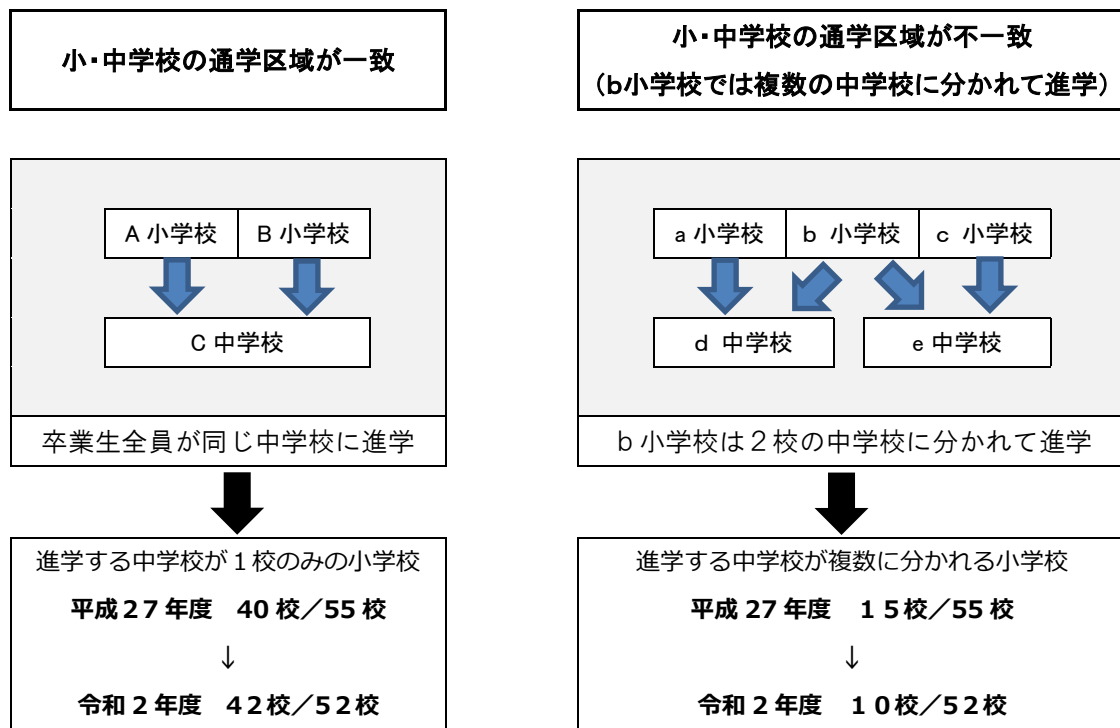 小・中学校の通学区域が一致
A 小学校
B 小学校
C 中学校
卒業生全員が同じ中学校に進学
進学する中学校が１校のみの小学校
平成２７年度　40 校／55 校
↓
令和 2 年度　４２校／５２校
小・中学校の通学区域が不一致
（b小学校では複数の中学校に分かれて進学）
a 小学校
b 小学校
c 小学校
d 中学校
e 中学校
b 小学校は２校の中学校に分かれて進学
進学する中学校が複数に分かれる小学校
平成 27 年度　１５校／55 校
↓
令和 2 年度　１０校／５２校